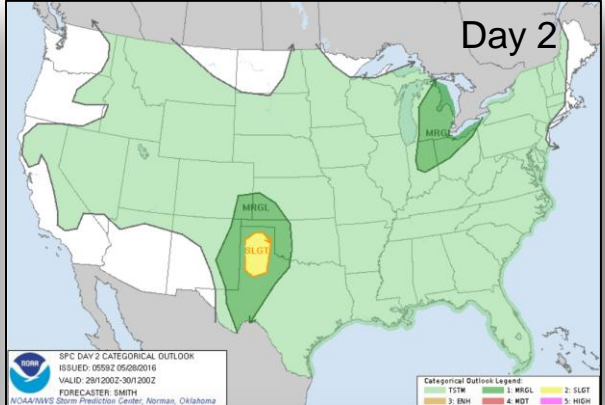 Day 2
MRGL
MRGL
SLGT
NOAA
SPC DAY 2 CATEGORICAL OUTLOOK
ISSUED: 0559Z 05/28/2016
VALID: 29/1200Z-30/1200Z
FORECASTER: SMITH
NOAA/NWS Storm Prediction Center, Norman, Oklahoma
Categorical Outlook Legend:
TSTM 1: MRGL 2: SLGT
3: ENH 4: MDT 5: HIGH